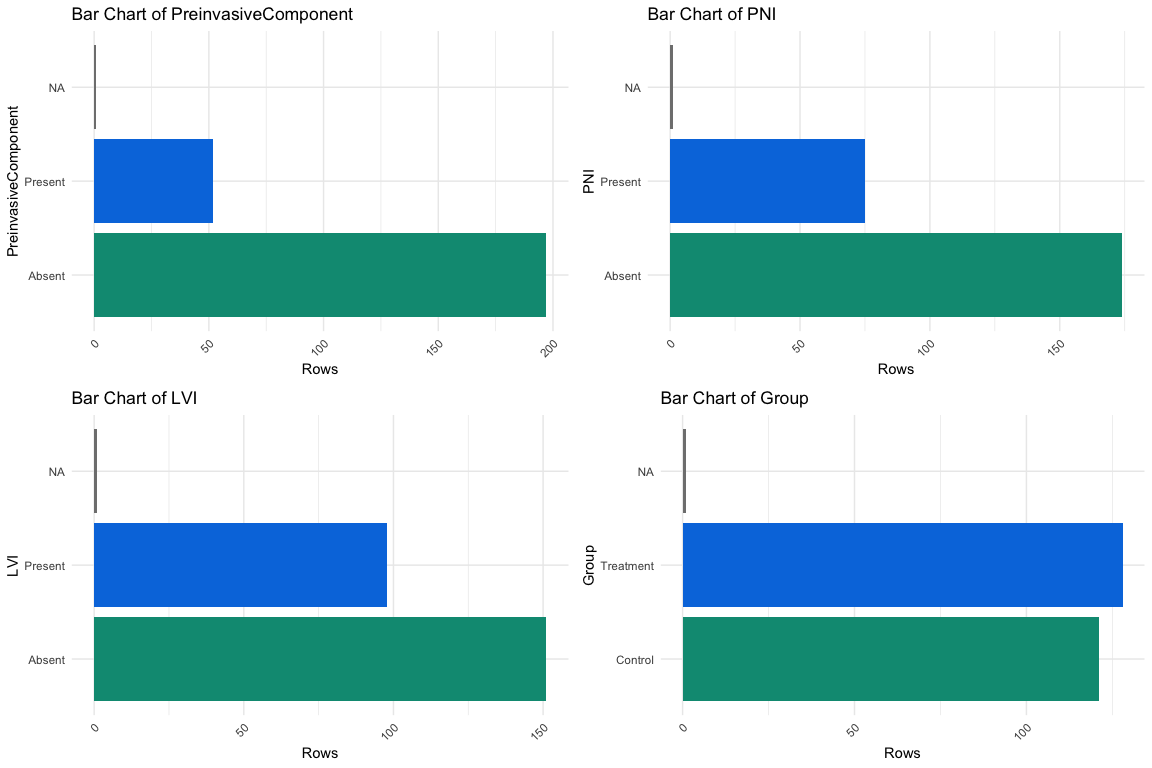 Bar Chart of PreinvasiveComponent
PreinvasiveComponent
NA
Present
Absent
0 50 100 150 200
Rows
Bar Chart of PNI
PNI
NA
Present
Absent
0 50 100 150
Rows
Bar Chart of LVI
LVI
NA
Present
Absent
0 50 100 150
Rows
Bar Chart of Group
Group
NA
Treatment
Control
0 50 100
Rows